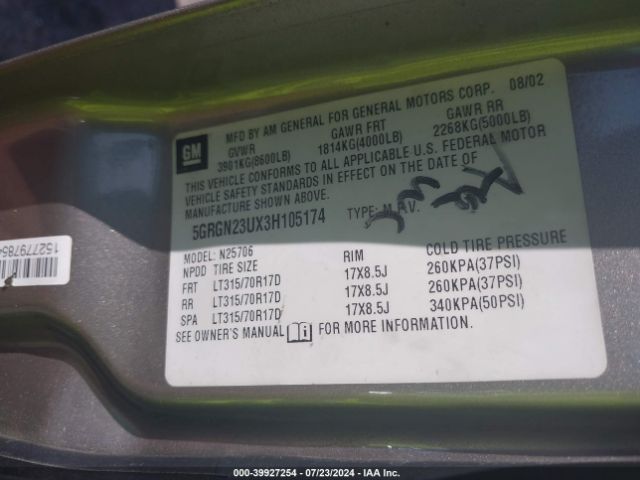 MFD BY AM GENERAL FOR GENERAL MOTORS CORP. 08/02
GM
GVWR GAWR FRT GAWR RR
3901KG(8600LB) 1814KG(4000LB) 2268KG(5000LB)
THIS VEHICLE CONFORMS TO ALL APPLICABLE U.S. FEDERAL MOTOR
VEHICLE SAFETY STANDARDS IN EFFECT ON THE DATE OF
MANUFACTURE SHOWN ABOVE.
5GRGN23UX3H105174 TYPE: M.P.V.
MODEL: N25706
NPDD TIRE SIZE RIM COLD TIRE PRESSURE
FRT LT315/70R17D 17X8.5J 260KPA(37PSI)
RR LT315/70R17D 17X8.5J 260KPA(37PSI)
SPA LT315/70R17D 17X8.5J 340KPA(50PSI)
SEE OWNER'S MANUAL FOR MORE INFORMATION.
000-39927254 - 07/23/2024 - IAA Inc.